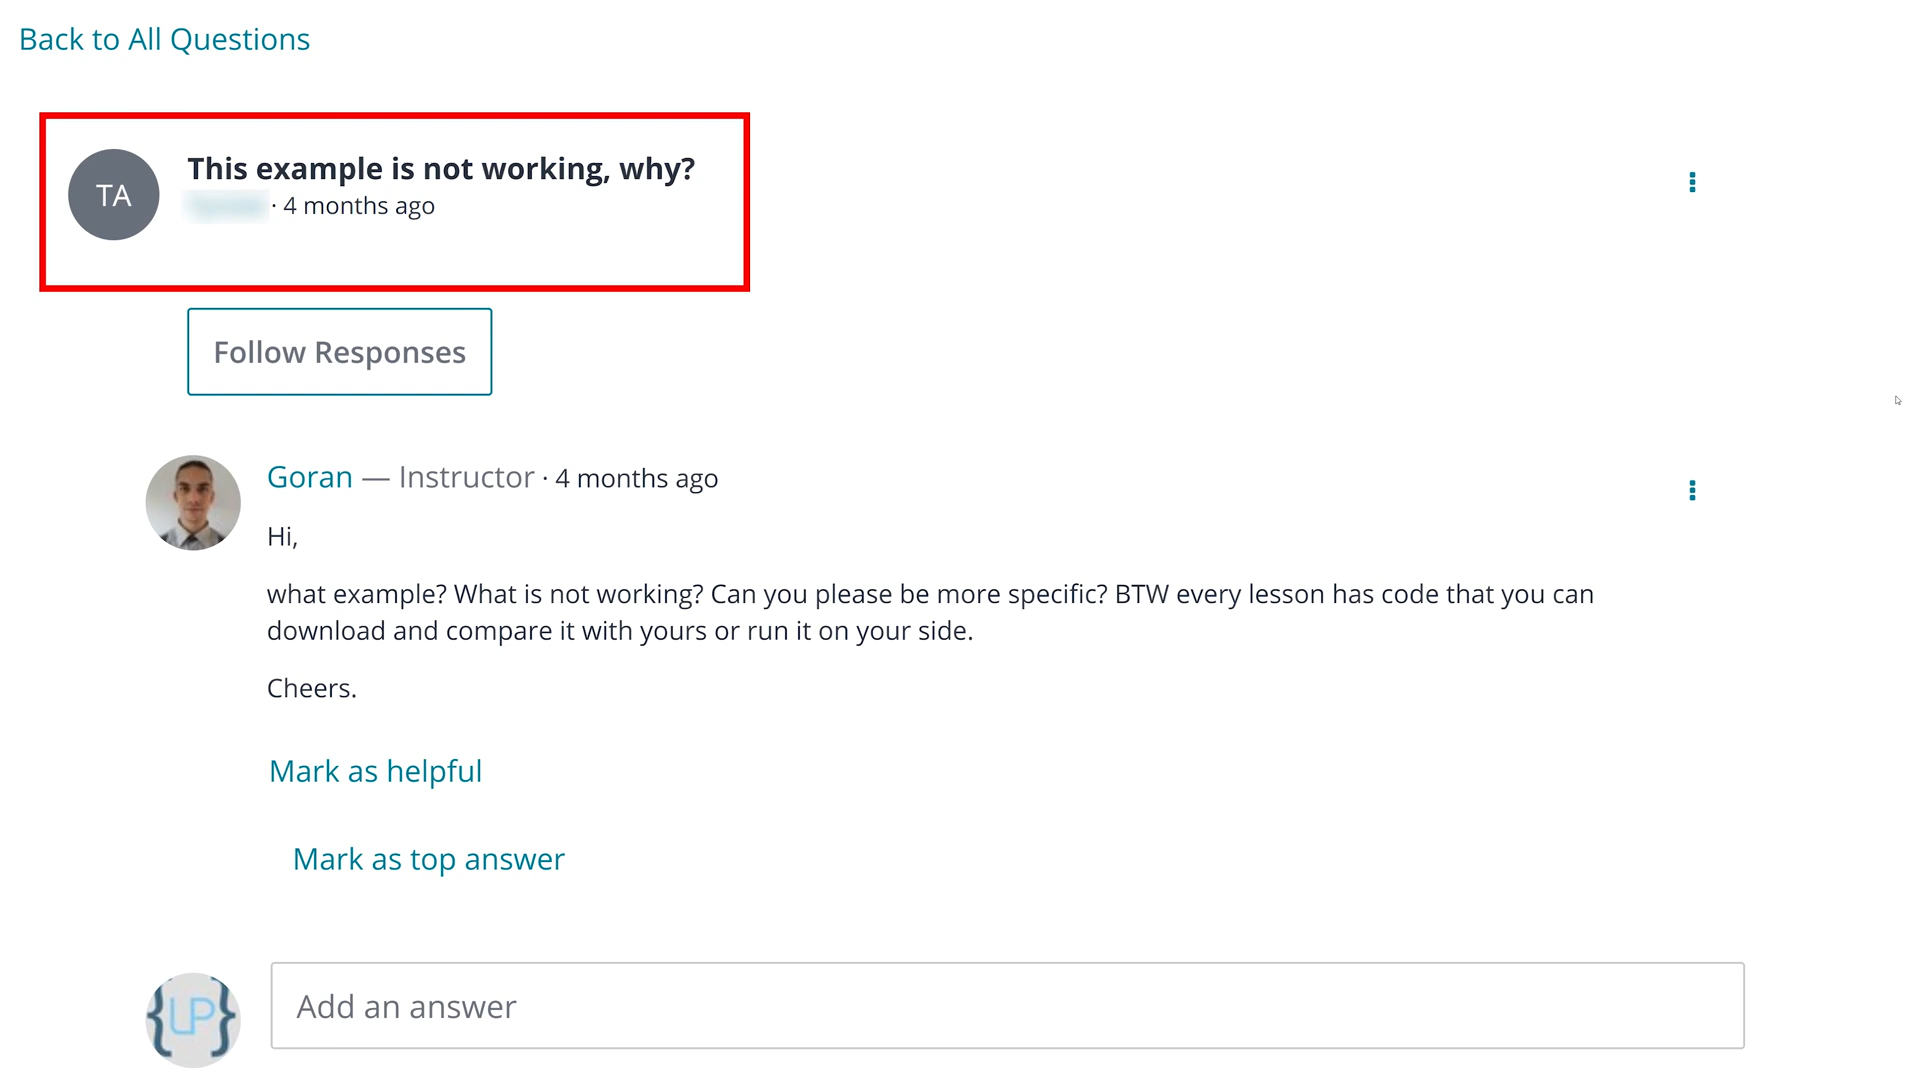 Back to All Questions
TA
This example is not working, why?
· 4 months ago
Follow Responses
Goran — Instructor · 4 months ago
Hi,
what example? What is not working? Can you please be more specific? BTW every lesson has code that you can
download and compare it with yours or run it on your side.
Cheers.
Mark as helpful
Mark as top answer
{LP}
Add an answer